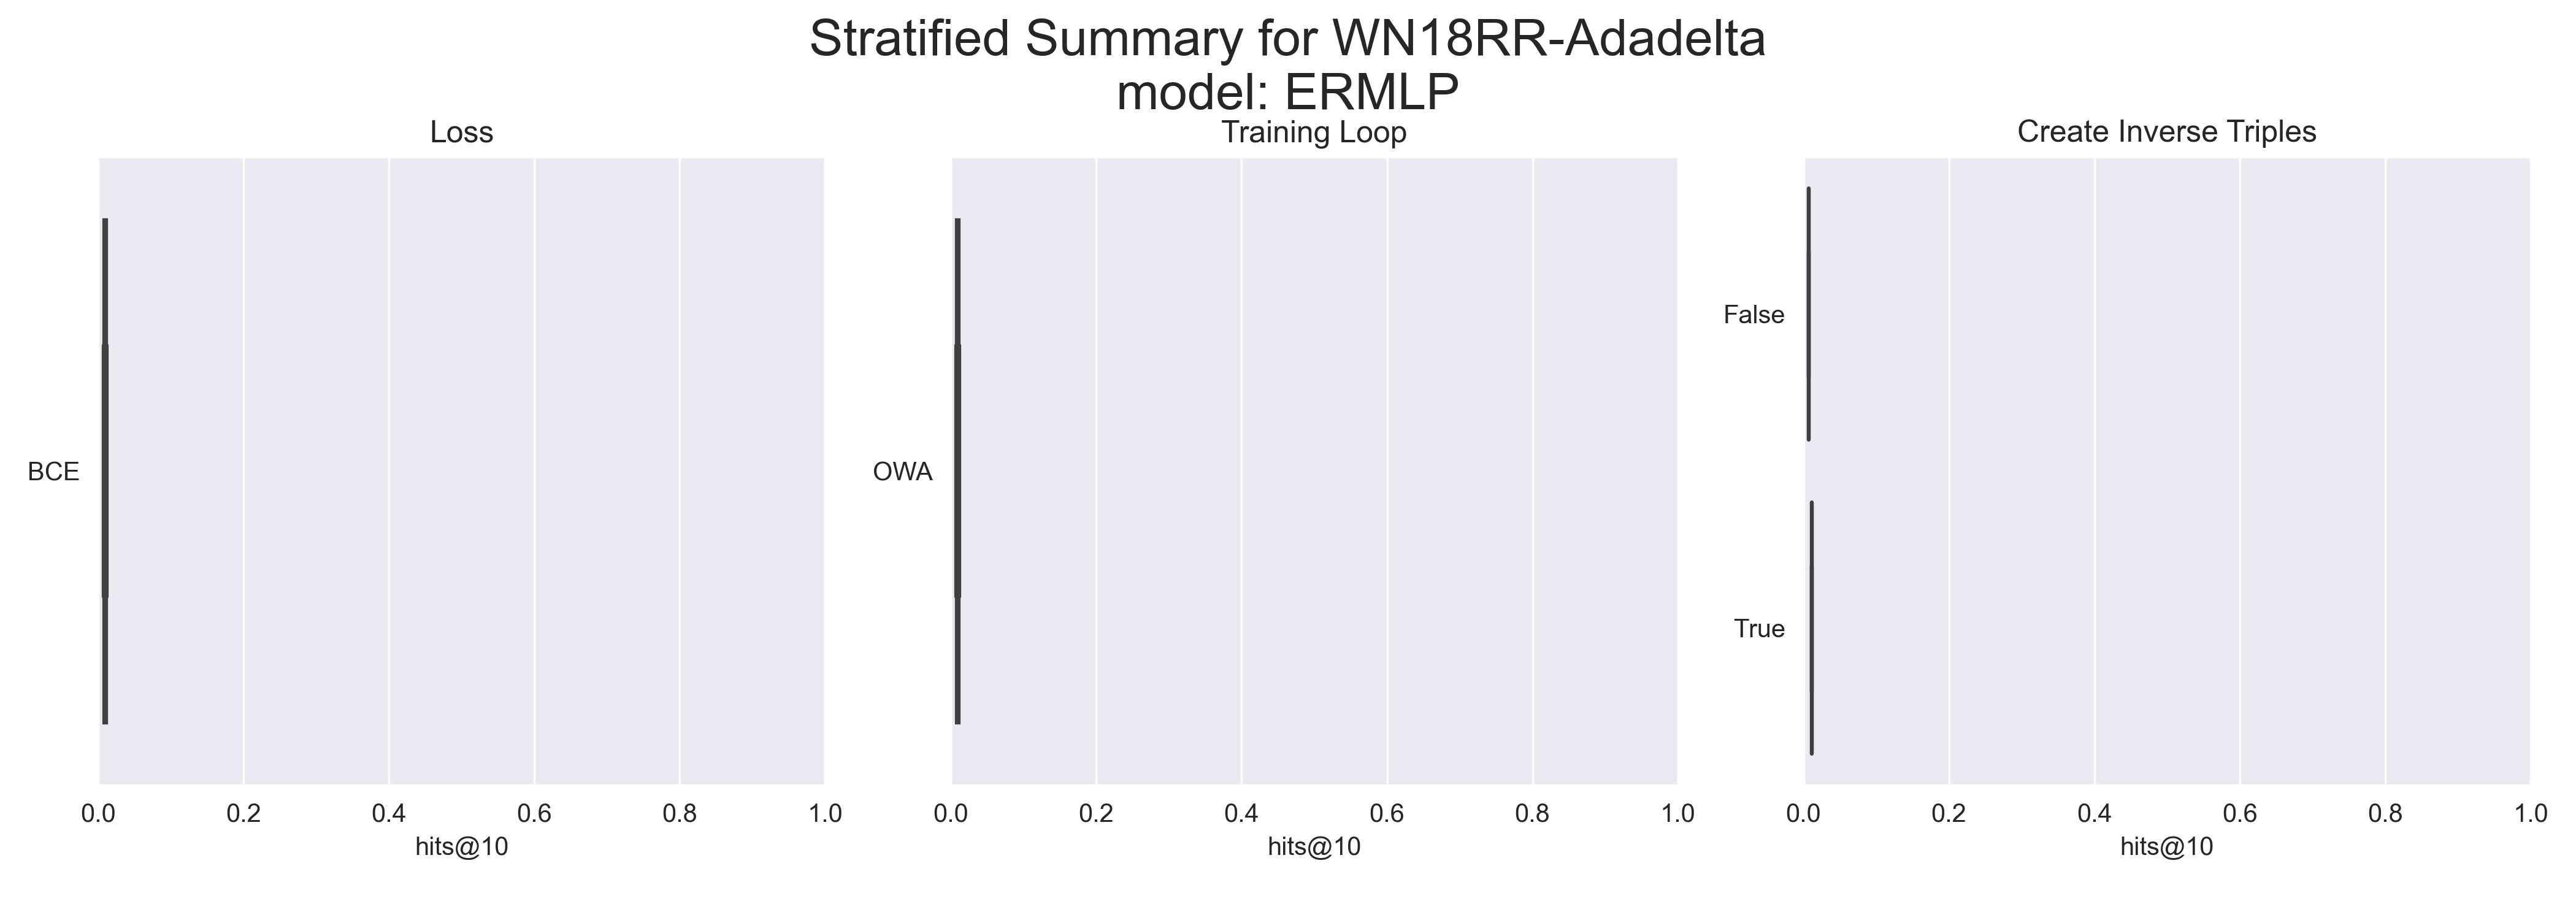 Stratified Summary for WN18RR-Adadelta
model: ERMLP
Loss
BCE
0.0 0.2 0.4 0.6 0.8 1.0
hits@10
Training Loop
OWA
0.0 0.2 0.4 0.6 0.8 1.0
hits@10
Create Inverse Triples
False
True
0.0 0.2 0.4 0.6 0.8 1.0
hits@10